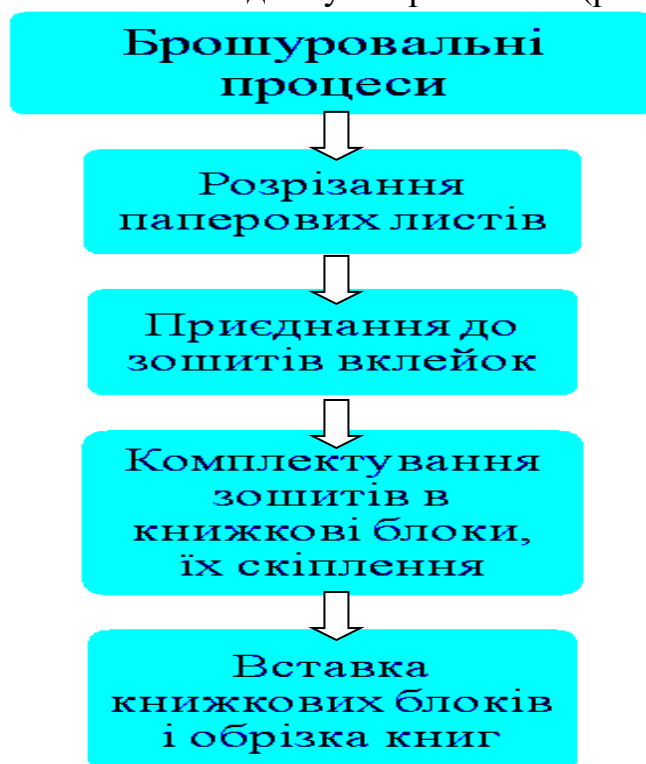 Брошурувальні
процеси
Розрізання
паперових листів
Приєднання до
зошитів вклейок
Комплектування
зошитів в
книжкові блоки,
їх скіплення
Вставка
книжкових блоків
і обрізка книг